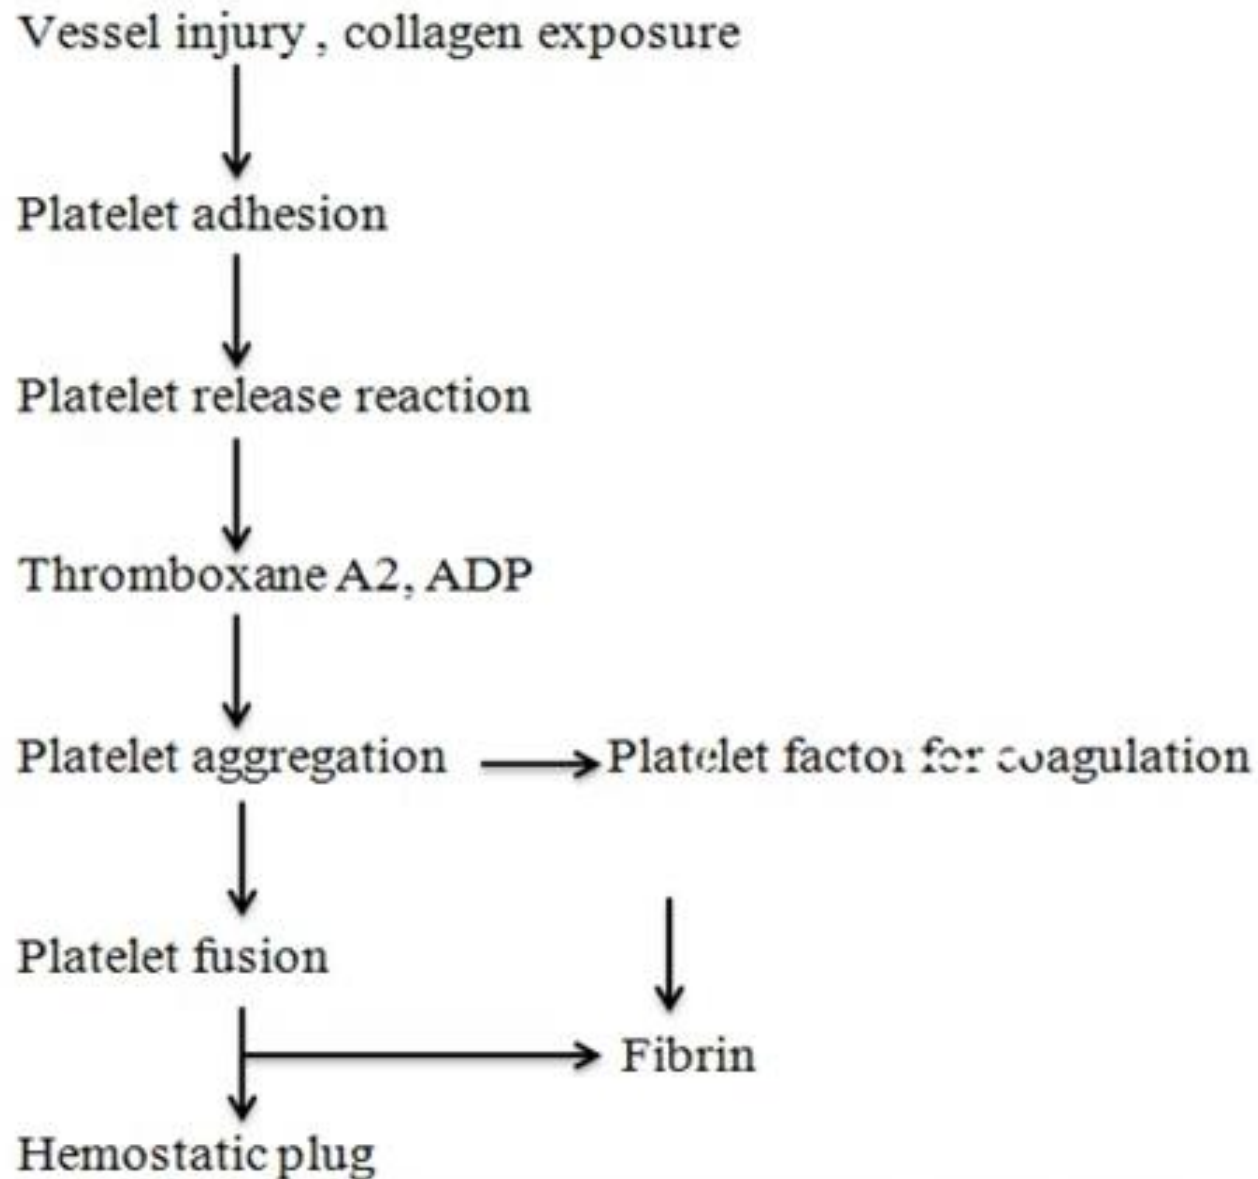 Vessel injury , collagen exposure
Platelet adhesion
Platelet release reaction
Thromboxane A2, ADP
Platelet aggregation
Platelet factor for coagulation
Platelet fusion
Fibrin
Hemostatic plug